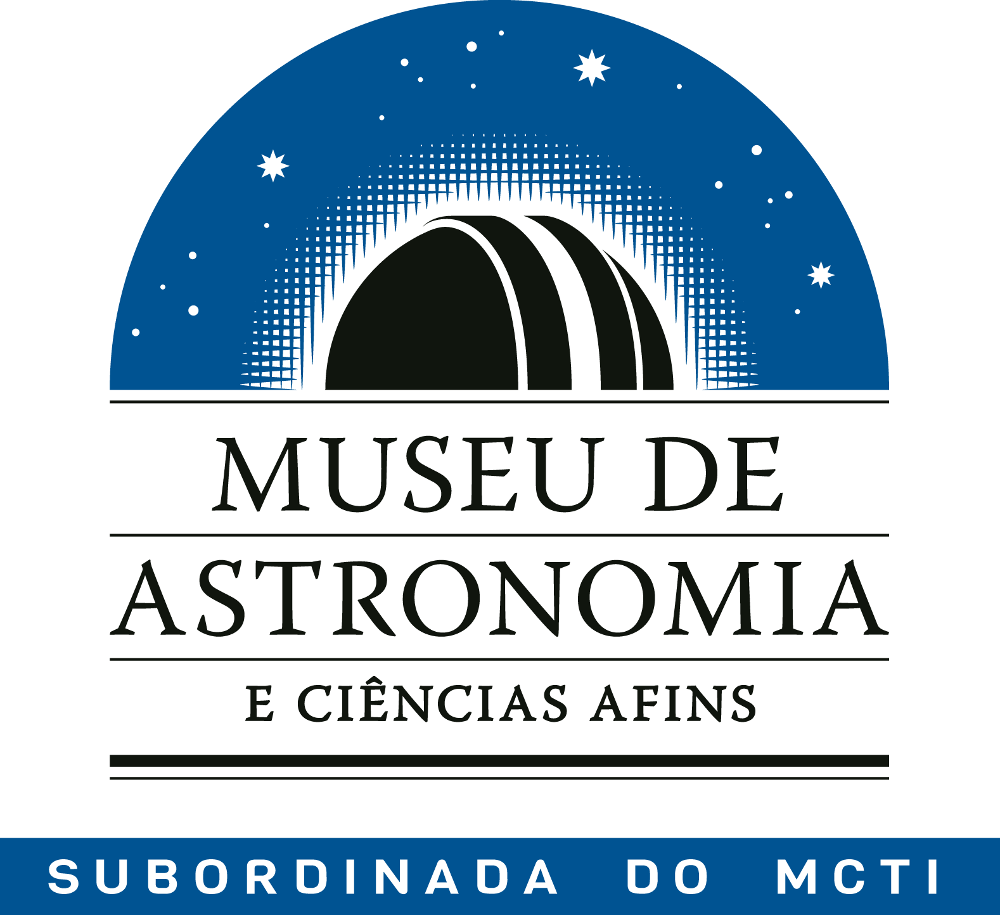 MUSEU DE
ASTRONOMIA
E CIÊNCIAS AFINS
SUBORDINADA DO MCTI